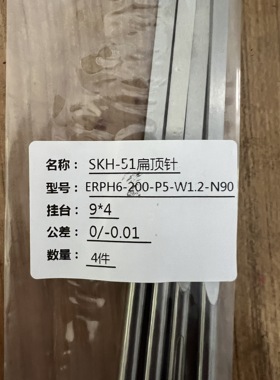 名称： SKH-51扁顶针
型号： ERPH6-200-P5-W1.2-N90
挂台： 9*4
公差： 0/-0.01
数量： 4件